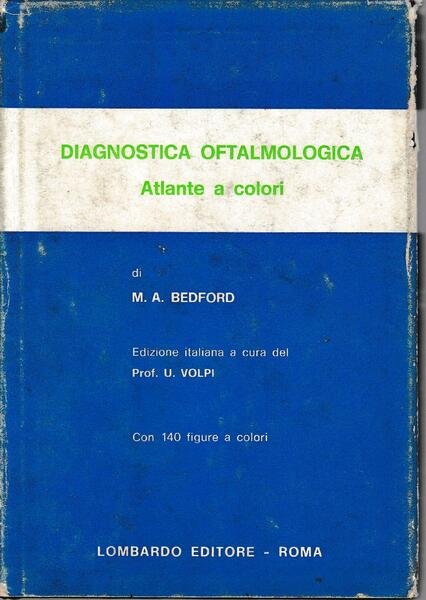 DIAGNOSTICA OFTALMOLOGICA
Atlante a colori
di
M. A. BEDFORD
Edizione italiana a cura del
Prof. U. VOLPI
Con 140 figure a colori
LOMBARDO EDITORE - ROMA